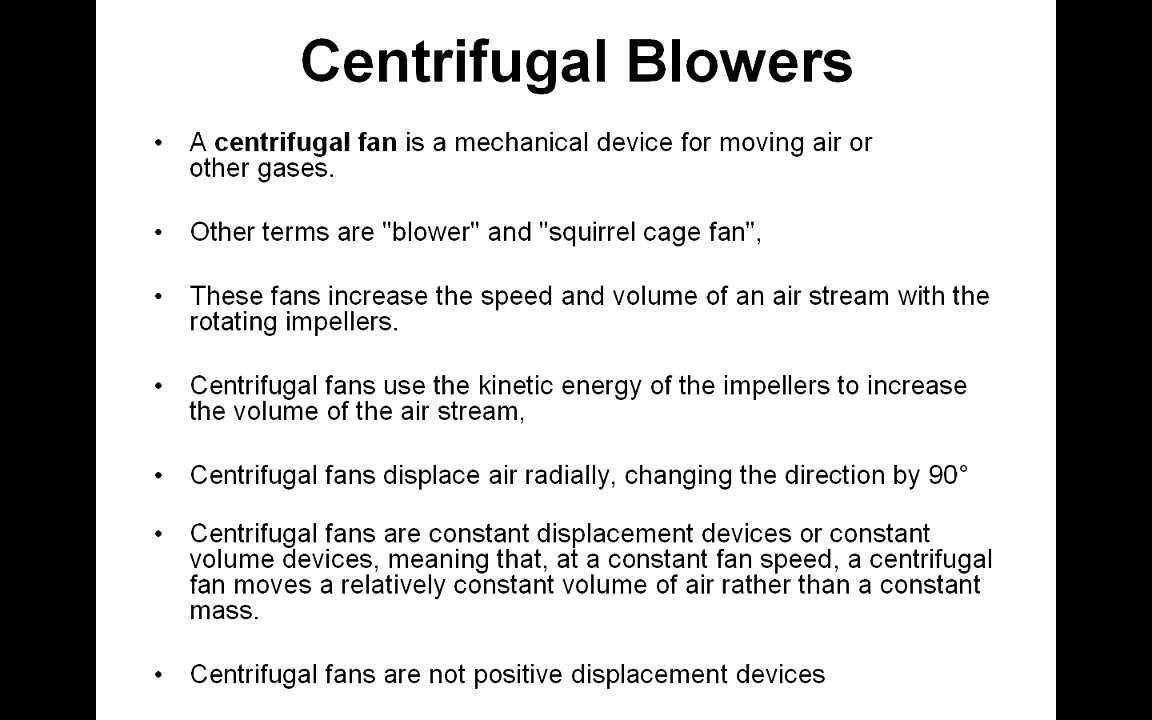 Centrifugal Blowers
• A centrifugal fan is a mechanical device for moving air or
other gases.
• Other terms are "blower" and "squirrel cage fan",
• These fans increase the speed and volume of an air stream with the
rotating impellers.
• Centrifugal fans use the kinetic energy of the impellers to increase
the volume of the air stream,
• Centrifugal fans displace air radially, changing the direction by 90°
• Centrifugal fans are constant displacement devices or constant
volume devices, meaning that, at a constant fan speed, a centrifugal
fan moves a relatively constant volume of air rather than a constant
mass.
• Centrifugal fans are not positive displacement devices